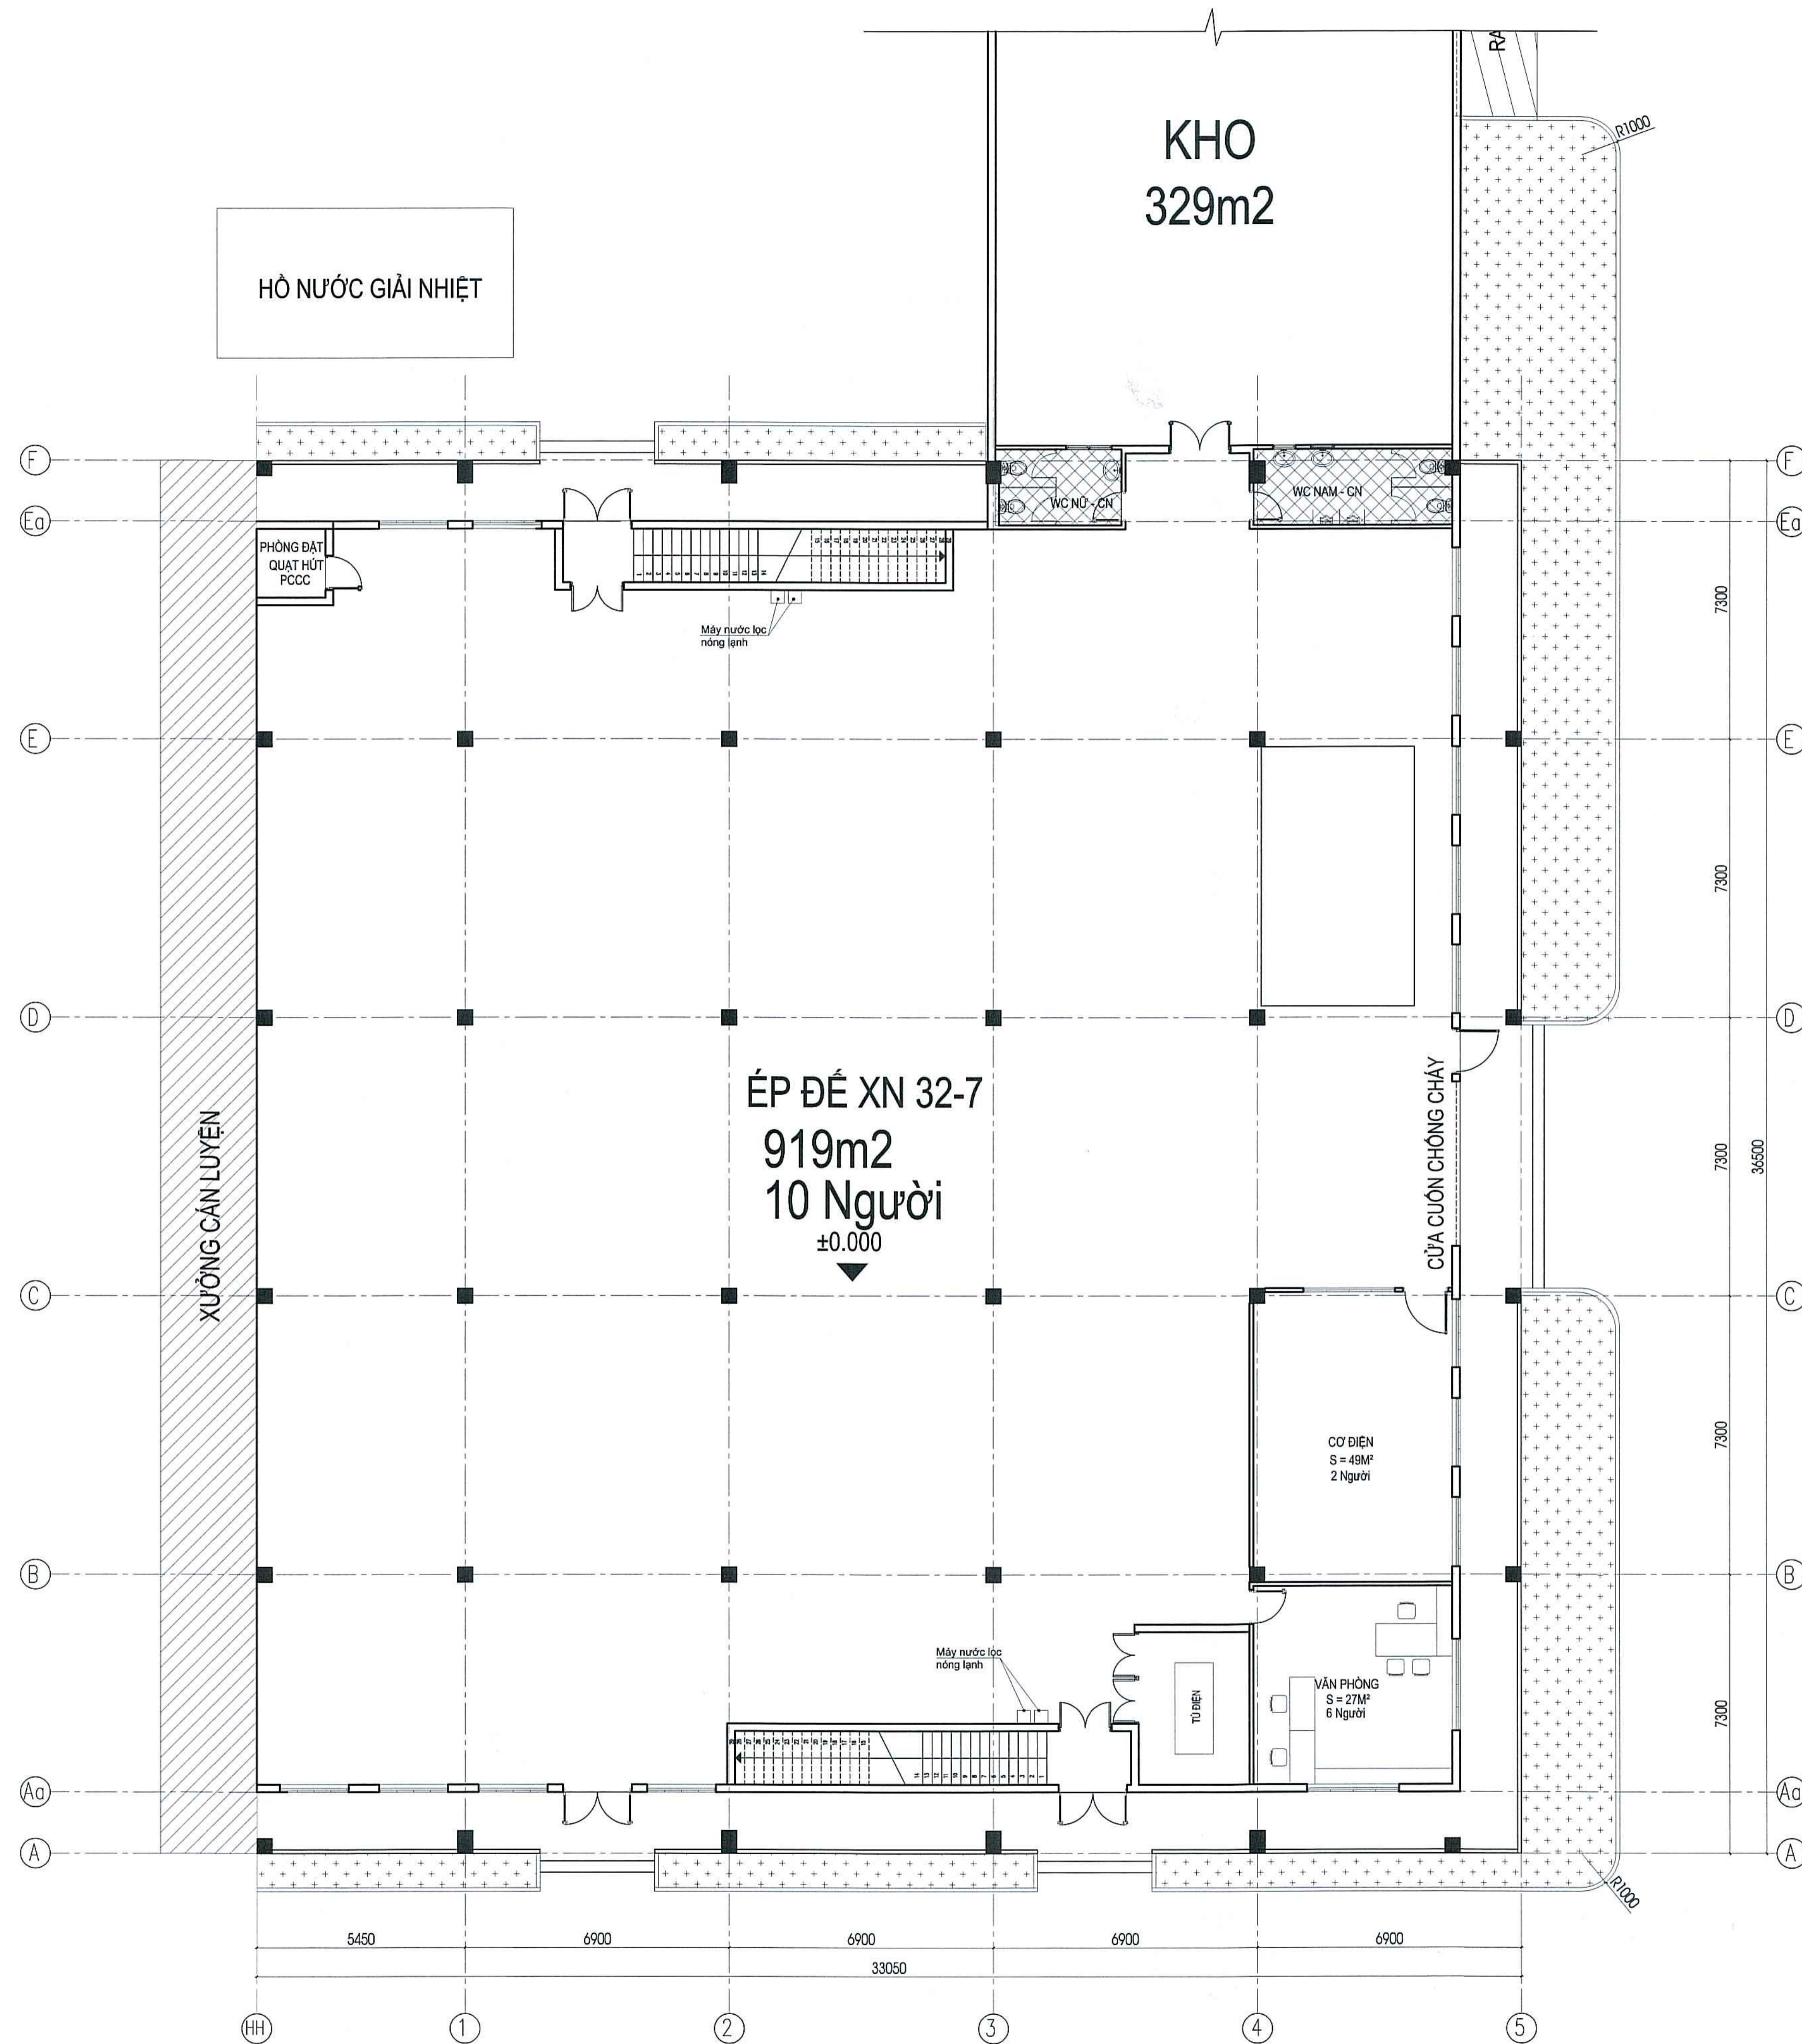 RA
R1000
KHO
329m2
HỒ NƯỚC GIẢI NHIỆT
F
F
WC NỮ - CN
WC NAM - CN
Ea
Ea
PHÒNG ĐẶT
QUẠT HÚT
PCCC
Máy nước lọc
nóng lạnh
7300
E
E
7300
D
D
ÉP ĐẾ XN 32-7
919m2
10 Người
±0.000
XƯỞNG CÁN LUYỆN
CỬA CUỐN CHỐNG CHÁY
7300
36500
C
C
CƠ ĐIỆN
S = 49M²
2 Người
7300
B
B
Máy nước lọc
nóng lạnh
TỦ ĐIỆN
VĂN PHÒNG
S = 27M²
6 Người
7300
Aa
Aa
A
A
R1000
5450
6900
6900
6900
6900
33050
HH
1
2
3
4
5